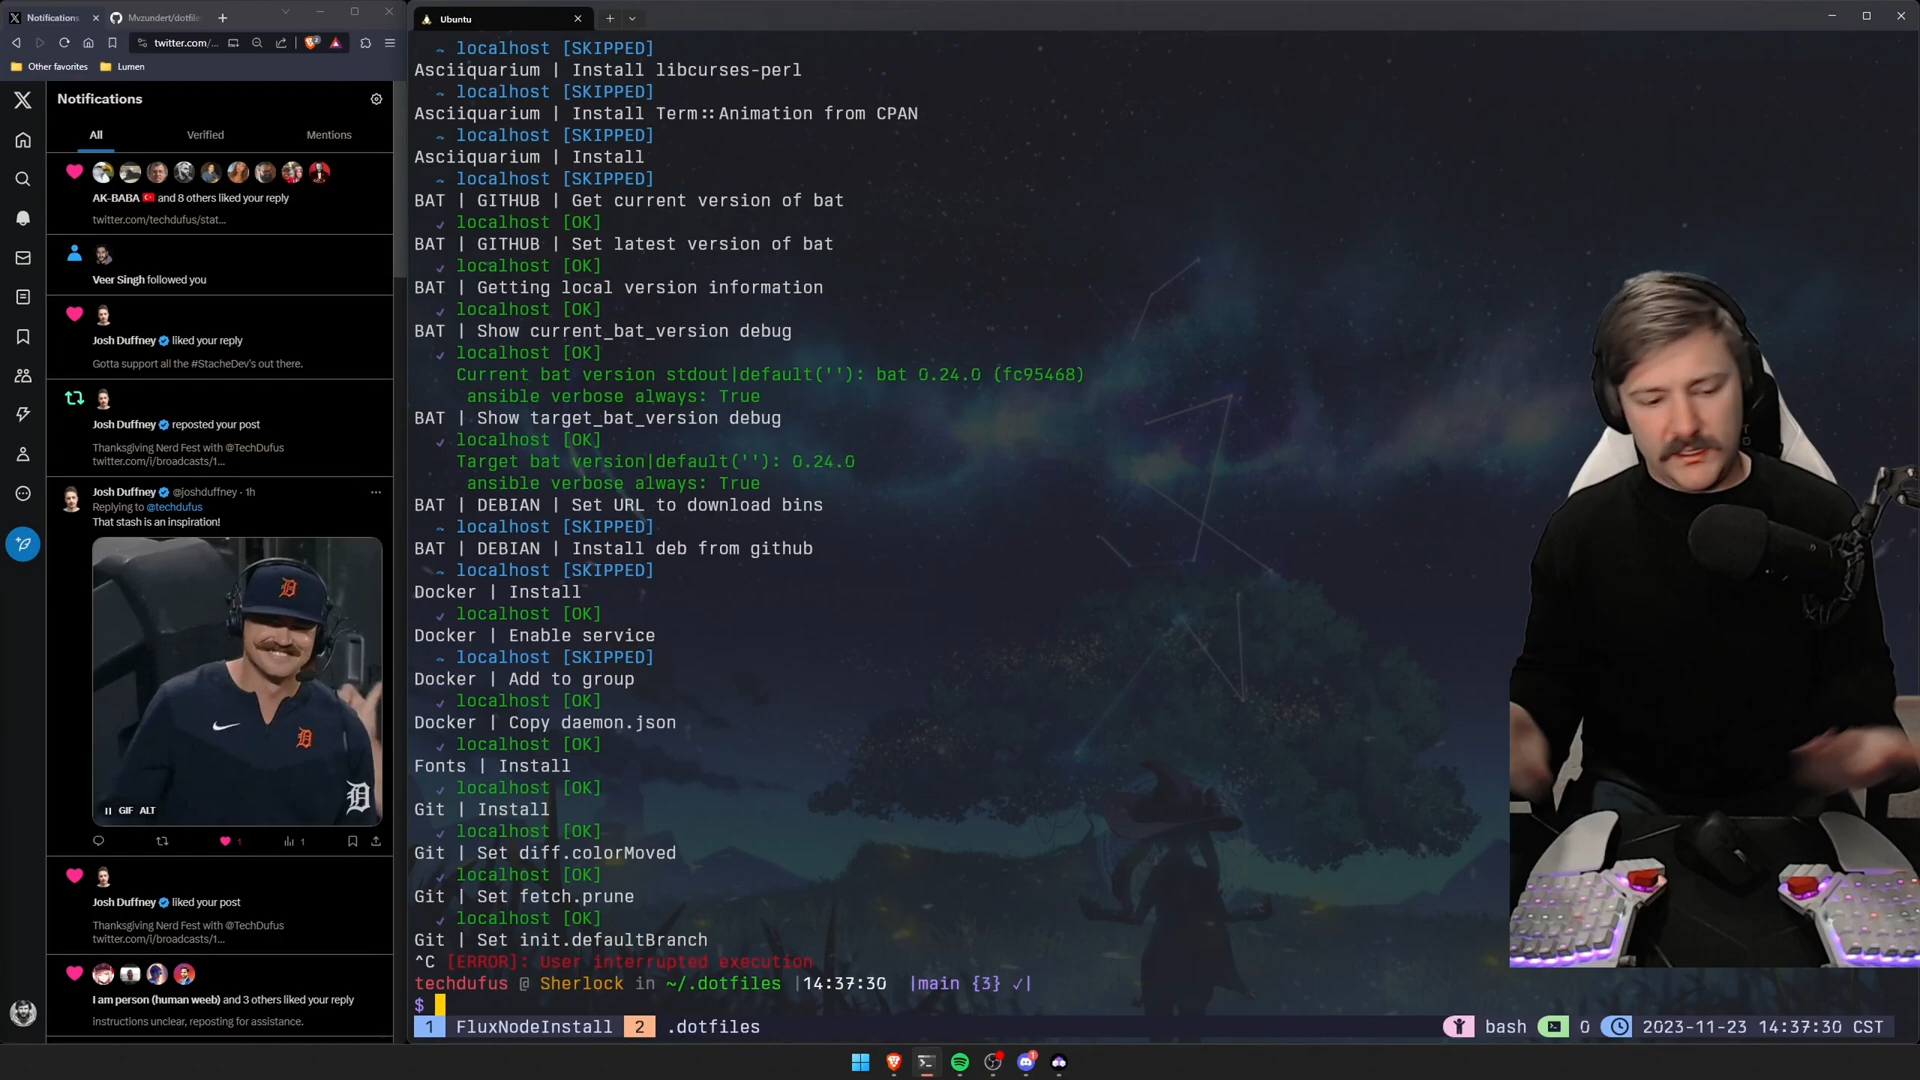 Notifications
Mvzundert/dotfile
twitter.com/...
Other favorites
Lumen
Notifications
All
Verified
Mentions
AK-BABA 🇹🇷 and 8 others liked your reply
twitter.com/techdufus/stat...
Veer Singh followed you
Josh Duffney liked your reply
Gotta support all the #StacheDev's out there.
Josh Duffney reposted your post
Thanksgiving Nerd Fest with @TechDufus
twitter.com/i/broadcasts/1...
Josh Duffney @joshduffney · 1h
Replying to @techdufus
That stash is an inspiration!
GIF ALT
1
1
Josh Duffney liked your post
Thanksgiving Nerd Fest with @TechDufus
twitter.com/i/broadcasts/1...
I am person (human weeb) and 3 others liked your post
instructions unclear, reposting for assistance.
Ubuntu
localhost [SKIPPED]
Asciiquarium | Install libcurses-perl
localhost [SKIPPED]
Asciiquarium | Install Term::Animation from CPAN
localhost [SKIPPED]
Asciiquarium | Install
localhost [SKIPPED]
BAT | GITHUB | Get current version of bat
✓ localhost [OK]
BAT | GITHUB | Set latest version of bat
✓ localhost [OK]
BAT | Getting local version information
✓ localhost [OK]
BAT | Show current_bat_version debug
✓ localhost [OK]
Current bat version stdout|default(''): bat 0.24.0 (fc95468)
ansible verbose always: True
BAT | Show target_bat_version debug
✓ localhost [OK]
Target bat version|default(''): 0.24.0
ansible verbose always: True
BAT | DEBIAN | Set URL to download bins
localhost [SKIPPED]
BAT | DEBIAN | Install deb from github
localhost [SKIPPED]
Docker | Install
✓ localhost [OK]
Docker | Enable service
localhost [SKIPPED]
Docker | Add to group
✓ localhost [OK]
Docker | Copy daemon.json
✓ localhost [OK]
Fonts | Install
✓ localhost [OK]
Git | Install
✓ localhost [OK]
Git | Set diff.colorMoved
✓ localhost [OK]
Git | Set fetch.prune
✓ localhost [OK]
Git | Set init.defaultBranch
^C [ERROR]: User interrupted execution
techdufus @ Sherlock in ~/.dotfiles |14:37:30 |main {3} ✓|
$
1 FluxNodeInstall 2 .dotfiles
bash 0 2023-11-23 14:37:30 CST